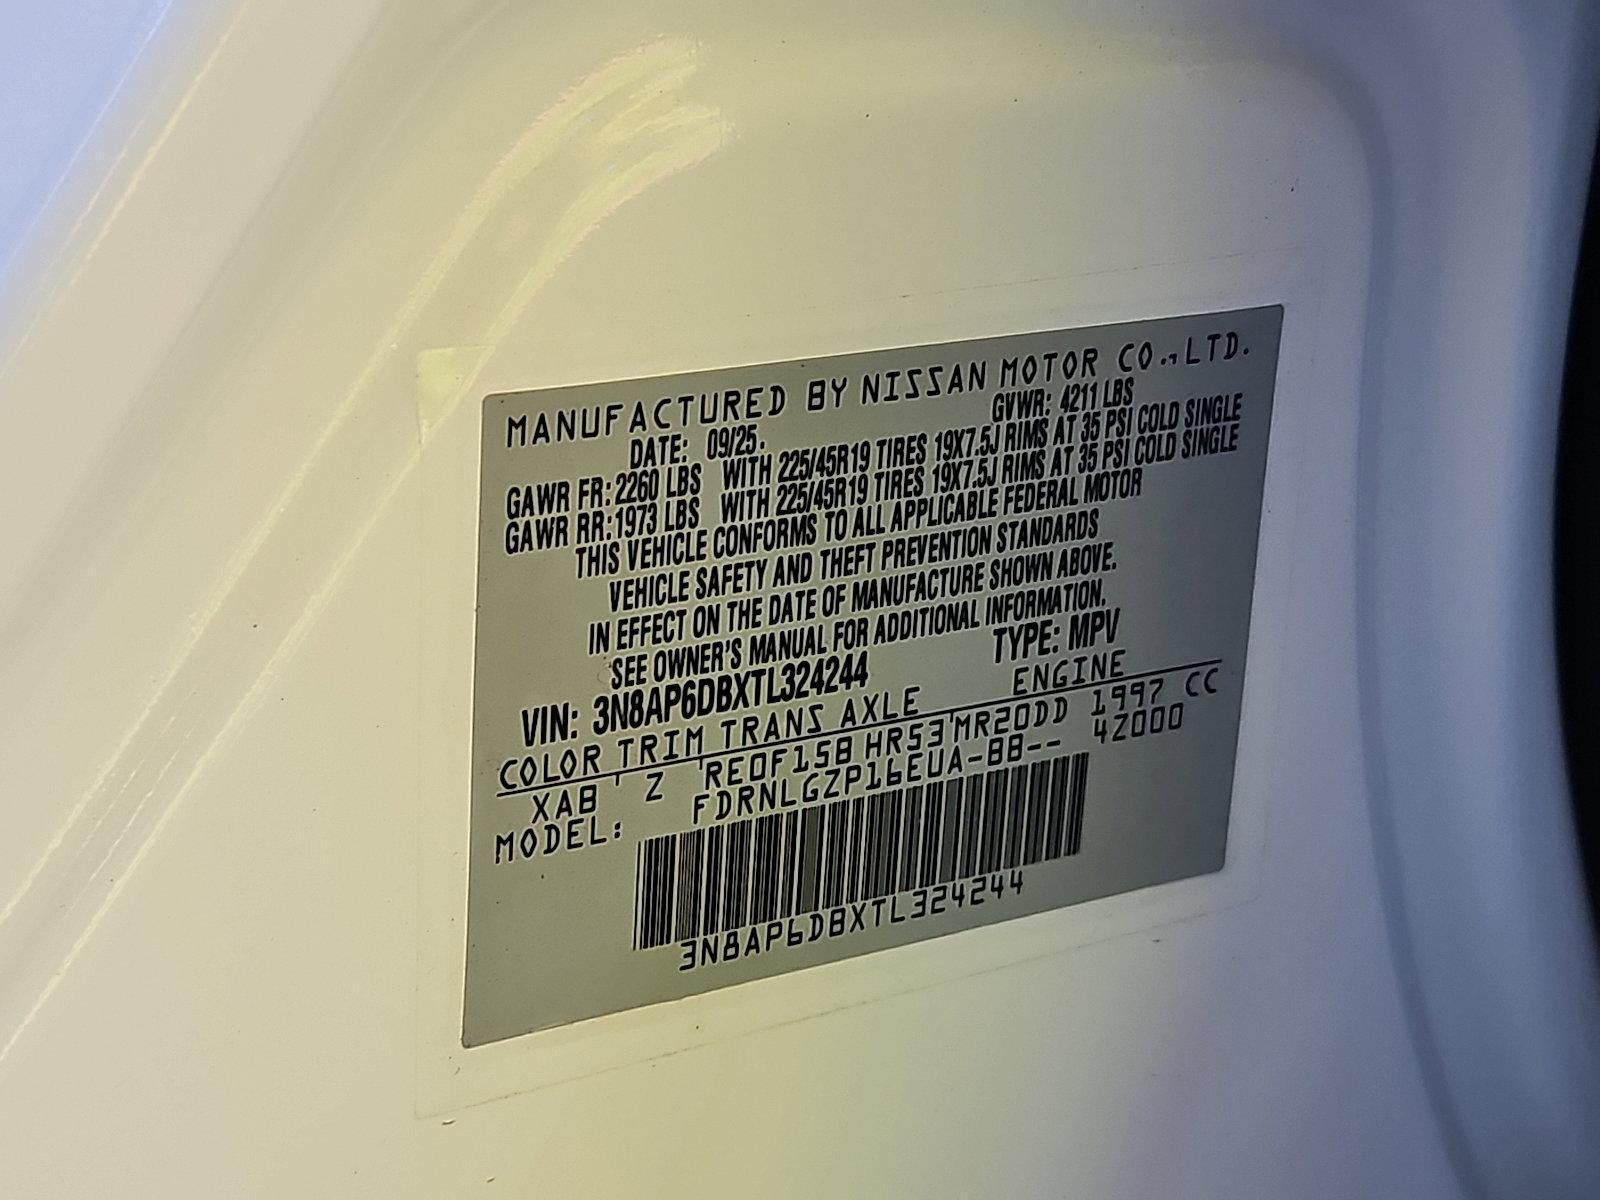 MANUFACTURED BY NISSAN MOTOR CO.,LTD.
DATE: 09/25. GVWR: 4211 LBS
GAWR FR: 2260 LBS WITH 225/45R19 TIRES 19X7.5J RIMS AT 35 PSI COLD SINGLE
GAWR RR: 1973 LBS WITH 225/45R19 TIRES 19X7.5J RIMS AT 35 PSI COLD SINGLE
THIS VEHICLE CONFORMS TO ALL APPLICABLE FEDERAL MOTOR
VEHICLE SAFETY AND THEFT PREVENTION STANDARDS
IN EFFECT ON THE DATE OF MANUFACTURE SHOWN ABOVE.
SEE OWNER'S MANUAL FOR ADDITIONAL INFORMATION.
VIN: 3N8AP6DBXTL324244 TYPE: MPV
COLOR TRIM TRANS AXLE ENGINE
XAB Z RE0F15B HR53 MR20DD 1997 CC
MODEL: FDRNLGZP16EUA-BB-- 42000
3N8AP6DBXTL324244